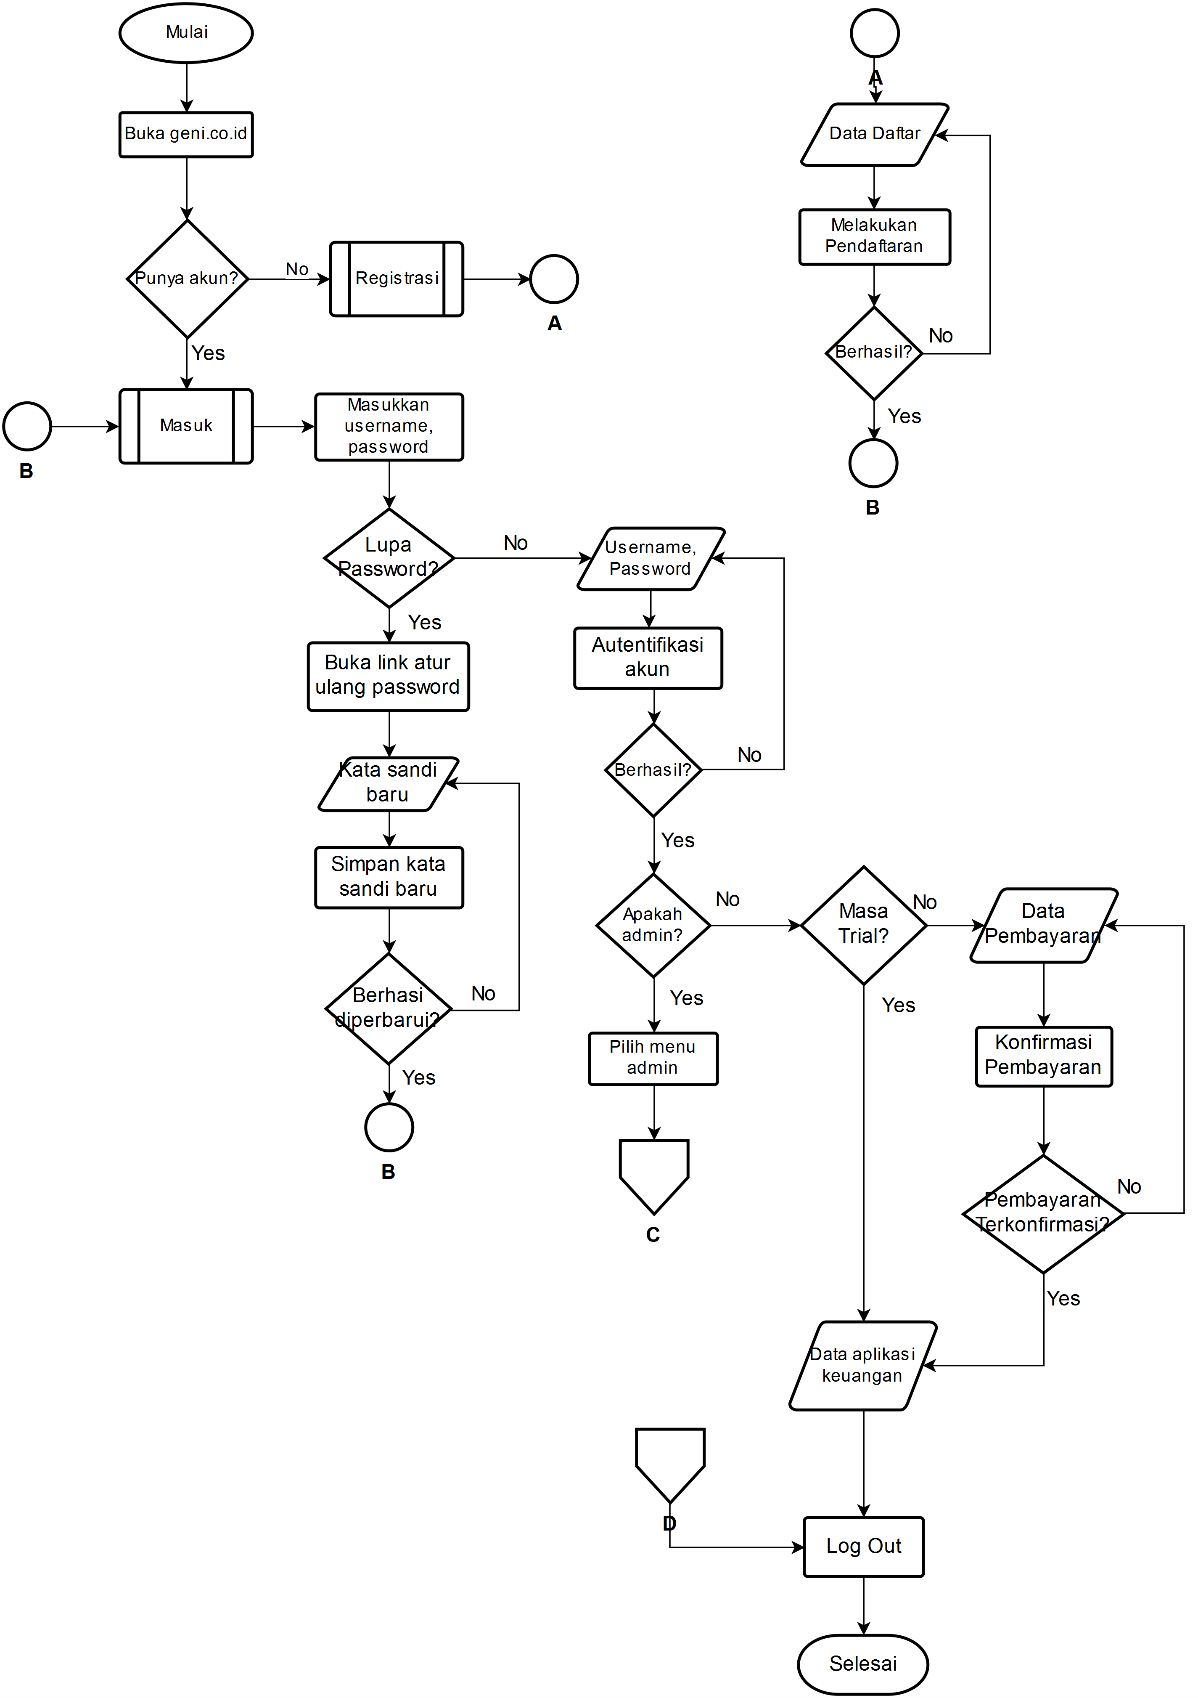 Mulai
Buka geni.co.id
Punya akun?
No
Registrasi
A
Yes
B
Masuk
Masukkan
username,
password
Lupa
Password?
No
Username,
Password
Yes
Buka link atur
ulang password
Autentifikasi
akun
Kata sandi
baru
Berhasil?
No
Simpan kata
sandi baru
Yes
Berhasi
diperbarui?
No
Yes
B
Apakah
admin?
No
Yes
Pilih menu
admin
C
Masa
Trial?
No
Yes
Data
Pembayaran
Konfirmasi
Pembayaran
Pembayaran
Terkonfirmasi?
No
Yes
Data aplikasi
keuangan
D
Log Out
Selesai
A
Data Daftar
Melakukan
Pendaftaran
Berhasil?
No
Yes
B